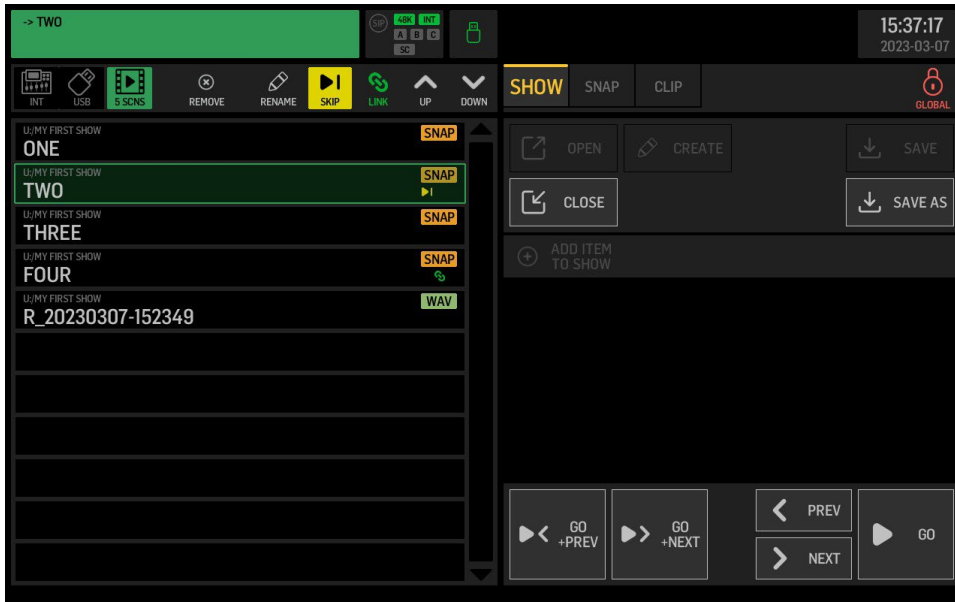 -> TWO
SIP 48K INT
A B C
SC
15:37:17
2023-03-07
INT USB 5 SCNS REMOVE RENAME SKIP LINK UP DOWN
SHOW SNAP CLIP
GLOBAL
U:/MY FIRST SHOW
ONE SNAP
U:/MY FIRST SHOW
TWO SNAP
U:/MY FIRST SHOW
THREE SNAP
U:/MY FIRST SHOW
FOUR SNAP
U:/MY FIRST SHOW
R_20230307-152349 WAV
OPEN CREATE SAVE
CLOSE SAVE AS
ADD ITEM
TO SHOW
GO
+PREV
GO
+NEXT
PREV
NEXT
GO